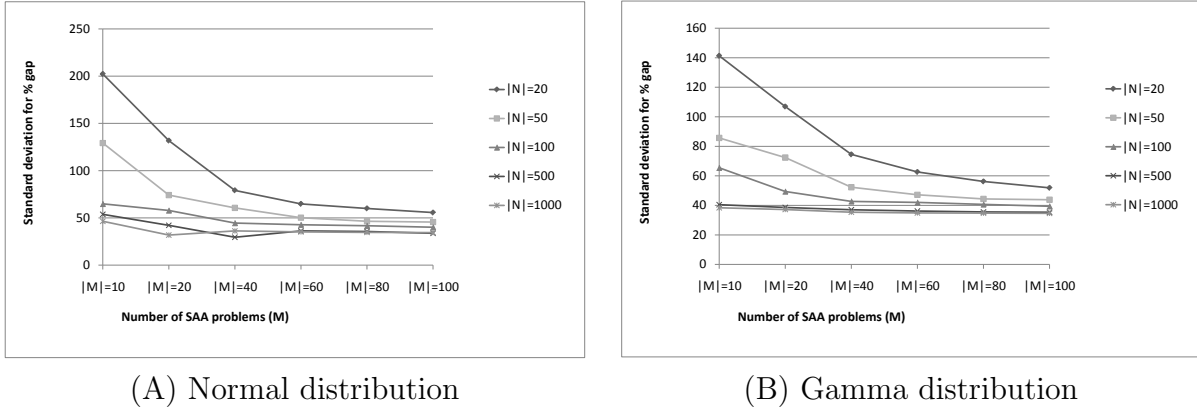 250
200
150
100
50
0
Standard deviation for % gap
|M|=10 |M|=20 |M|=40 |M|=60 |M|=80 |M|=100
Number of SAA problems (M)
|N|=20
|N|=50
|N|=100
|N|=500
|N|=1000
(A) Normal distribution
160
140
120
100
80
60
40
20
0
Standard deviation for % gap
|M|=10 |M|=20 |M|=40 |M|=60 |M|=80 |M|=100
Number of SAA problems (M)
|N|=20
|N|=50
|N|=100
|N|=500
|N|=1000
(B) Gamma distribution